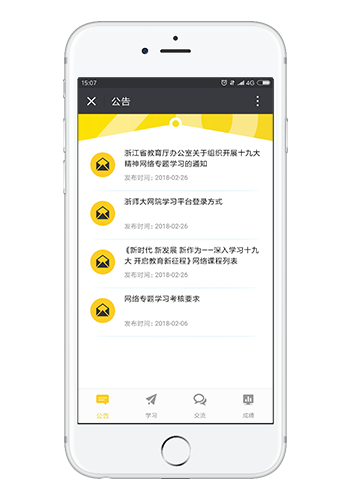 15:07
4G
公告
浙江省教育厅办公室关于组织开展十九大
精神网络专题学习的通知
发布时间：2018-02-26
浙师大网院学习平台登录方式
发布时间：2018-02-26
《新时代 新发展 新作为——深入学习十九
大 开启教育新征程》网络课程列表
发布时间：2018-02-26
网络专题学习考核要求
发布时间：2018-02-06
公告
学习
交流
成绩